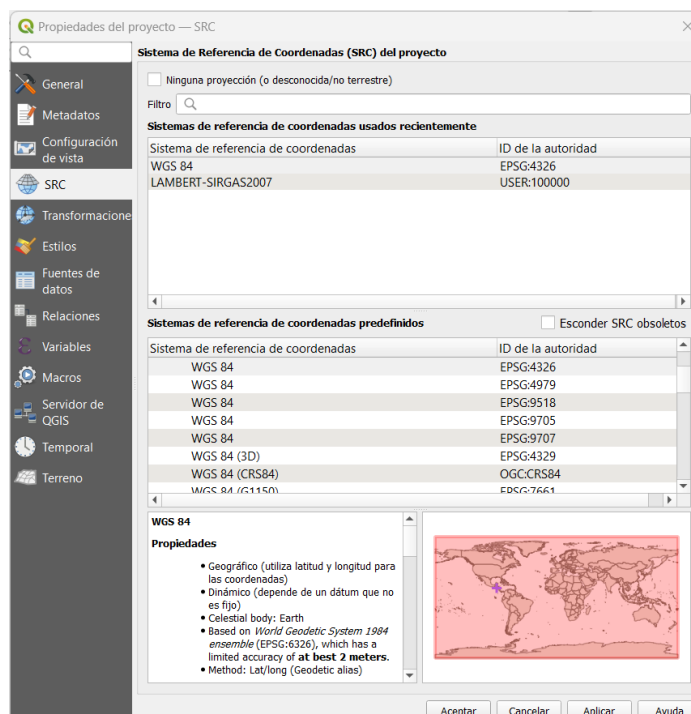 Propiedades del proyecto — SRC
General
Metadatos
Configuración
de vista
SRC
Transformacione
Estilos
Fuentes de
datos
Relaciones
Variables
Macros
Servidor de
QGIS
Temporal
Terreno
Sistema de Referencia de Coordenadas (SRC) del proyecto
Ninguna proyección (o desconocida/no terrestre)
Filtro
Sistemas de referencia de coordenadas usados recientemente
Sistema de referencia de coordenadas ID de la autoridad
WGS 84 EPSG:4326
LAMBERT-SIRGAS2007 USER:100000
Sistemas de referencia de coordenadas predefinidos Esconder SRC obsoletos
Sistema de referencia de coordenadas ID de la autoridad
WGS 84 EPSG:4326
WGS 84 EPSG:4979
WGS 84 EPSG:9518
WGS 84 EPSG:9705
WGS 84 EPSG:9707
WGS 84 (3D) EPSG:4329
WGS 84 (CRS84) OGC:CRS84
WGS 84 (G1150) EPSG:7661
WGS 84
Propiedades
• Geográfico (utiliza latitud y longitud para
las coordenadas)
• Dinámico (depende de un dátum que no
es fijo)
• Celestial body: Earth
• Based on World Geodetic System 1984
ensemble (EPSG:6326), which has a
limited accuracy of at best 2 meters.
• Method: Lat/long (Geodetic alias)
Aceptar Cancelar Aplicar Ayuda